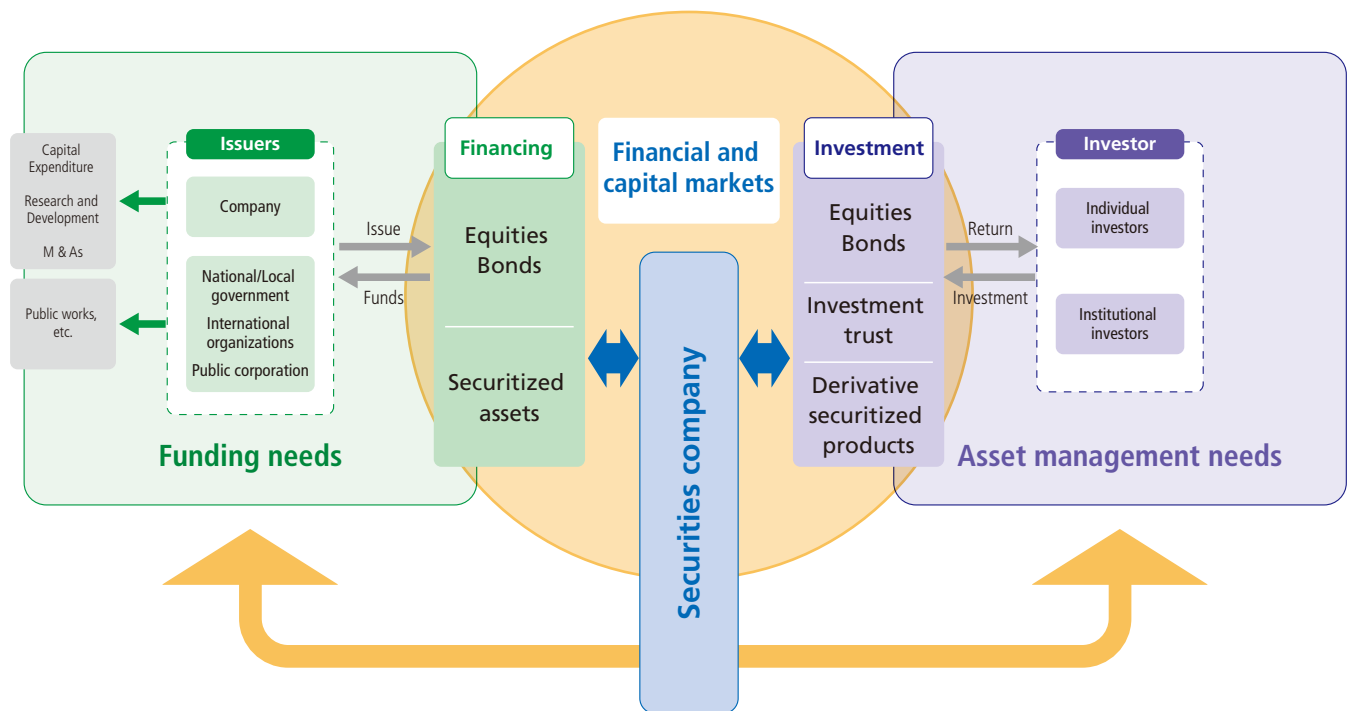 Capital
Expenditure
Research and
Development
M & As
Public works,
etc.
Issuers
Company
National/Local
government
International
organizations
Public corporation
Funding needs
Issue
Funds
Financing
Equities
Bonds
Securitized
assets
Financial and
capital markets
Securities company
Investment
Equities
Bonds
Investment
trust
Derivative
securitized
products
Return
Investment
Investor
Individual
investors
Institutional
investors
Asset management needs